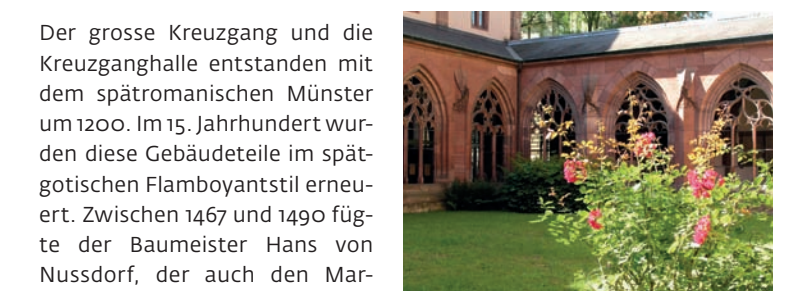 Der grosse Kreuzgang und die
Kreuzganghalle entstanden mit
dem spätromanischen Münster
um 1200. Im 15. Jahrhundert wur-
den diese Gebäudeteile im spät-
gotischen Flamboyantstil erneu-
ert. Zwischen 1467 und 1490 füg-
te der Baumeister Hans von
Nussdorf, der auch den Mar-